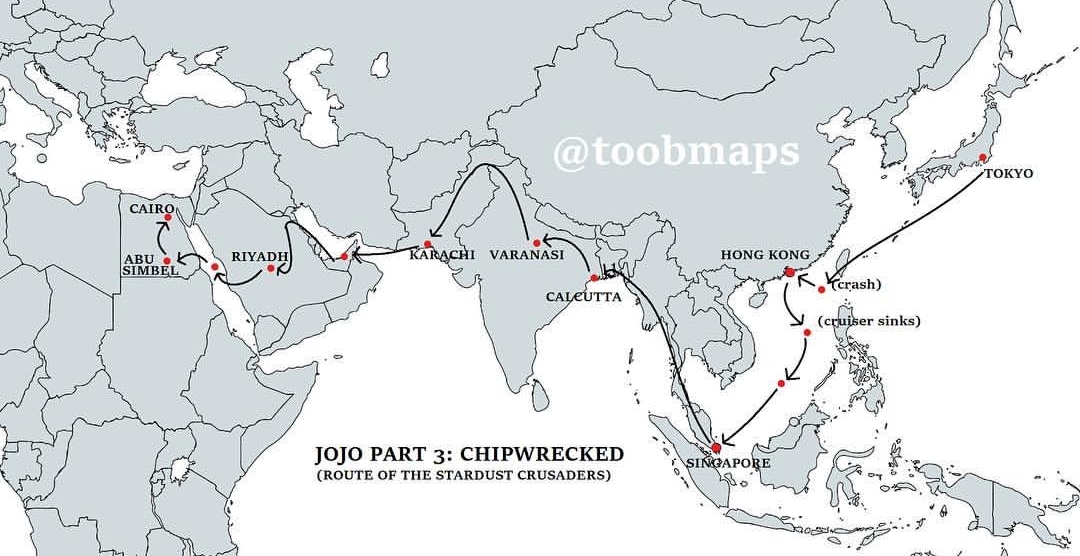 @toobmaps
TOKYO
CAIRO
ABU
SIMBEL
RIYADH
KARACHI
VARANASI
HONG KONG
(crash)
CALCUTTA
(cruiser sinks)
SINGAPORE
JOJO PART 3: CHIPWRECKED
(ROUTE OF THE STARDUST CRUSADERS)